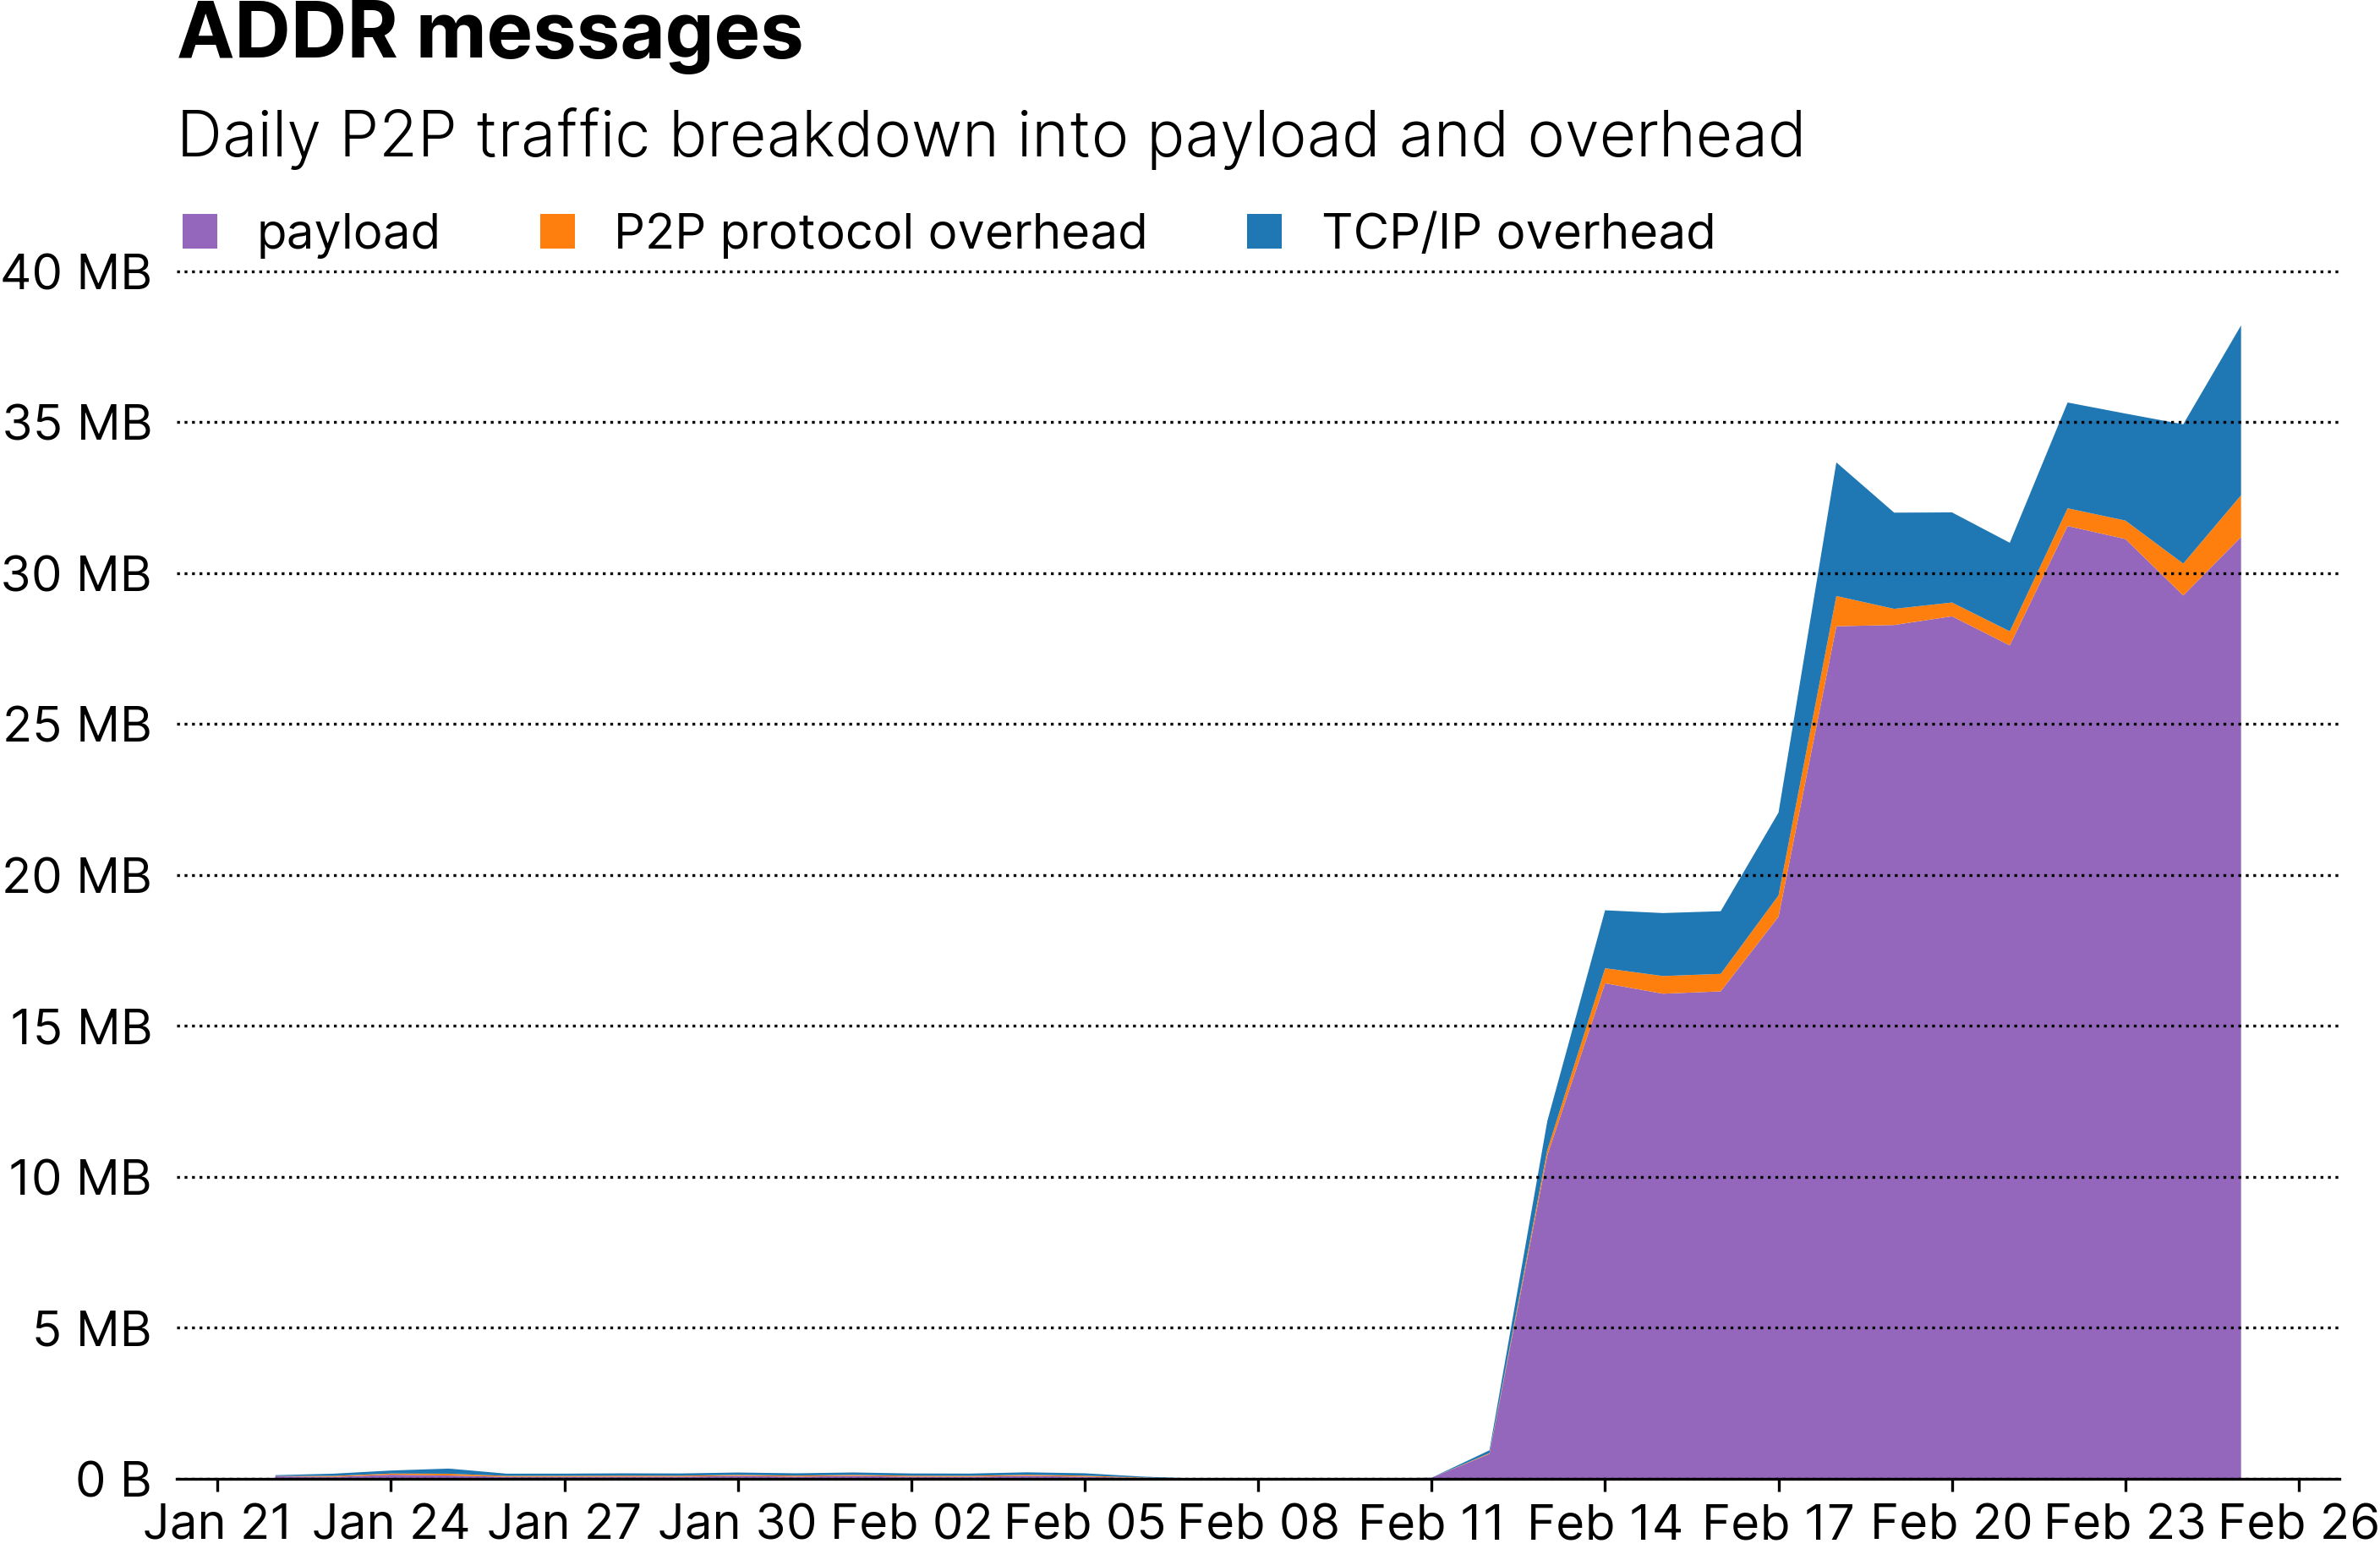 ADDR messages
Daily P2P traffic breakdown into payload and overhead
payload P2P protocol overhead TCP/IP overhead
40 MB
35 MB
30 MB
25 MB
20 MB
15 MB
10 MB
5 MB
0 B
Jan 21 Jan 24 Jan 27 Jan 30 Feb 02 Feb 05 Feb 08 Feb 11 Feb 14 Feb 17 Feb 20 Feb 23 Feb 26